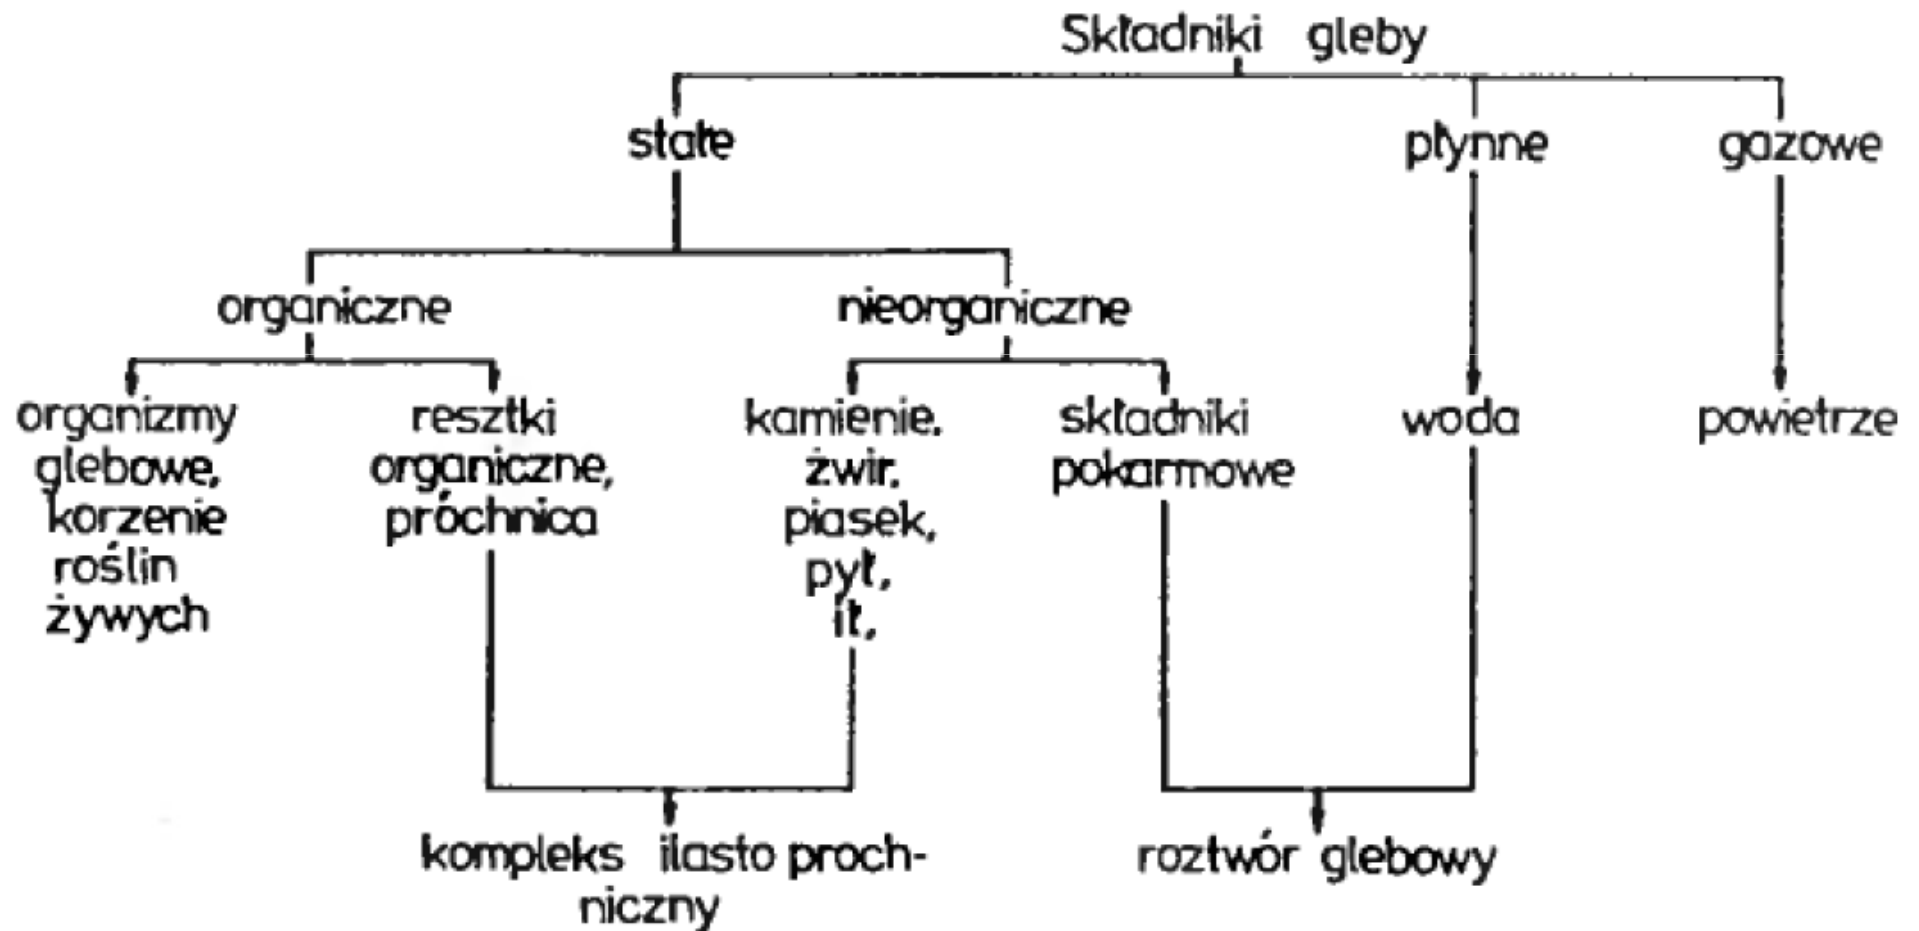 Składniki gleby
stałe
płynne
gazowe
organiczne
nieorganiczne
organizmy
glebowe,
korzenie
roślin
żywych
resztki
organiczne,
próchnica
kamienie,
żwir,
piasek,
pył,
ił,
składniki
pokarmowe
woda
powietrze
kompleks ilasto proch-
niczny
roztwór glebowy